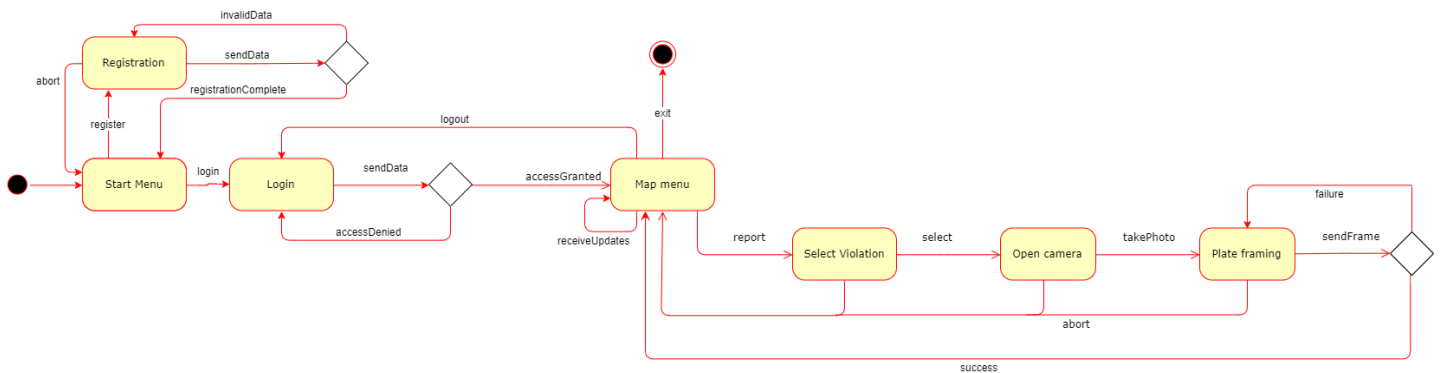 invalidData
sendData
Registration
abort
registrationComplete
register
exit
logout
sendData
login
Start Menu
Login
accessGranted
Map menu
accessDenied
receiveUpdates
failure
report
select
takePhoto
sendFrame
Select Violation
Open camera
Plate framing
abort
success